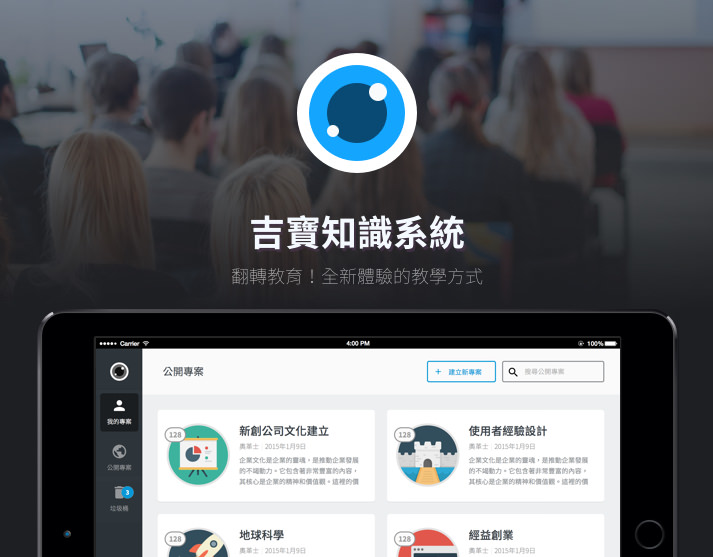 吉寶知識系統
翻轉教育！全新體驗的教學方式
Carrier 4:00 PM 100%
公開專案 + 建立新專案 搜尋公開專案
我的專案
公開專案
3
垃圾桶
128 新創公司文化建立
奧革士 2015年1月9日
企業文化是企業的靈魂，是推動企業發展
的不竭動力。它包含著非常豐富的內容，
其核心是企業的精神和價值觀。這裡的價
128 使用者經驗設計
奧革士 2015年1月9日
企業文化是企業的靈魂，是推動企業發展
的不竭動力。它包含著非常豐富的內容，
其核心是企業的精神和價值觀。這裡的價
128 地球科學
奧革士 2015年1月9日
128 經益創業
奧革士 2015年1月9日